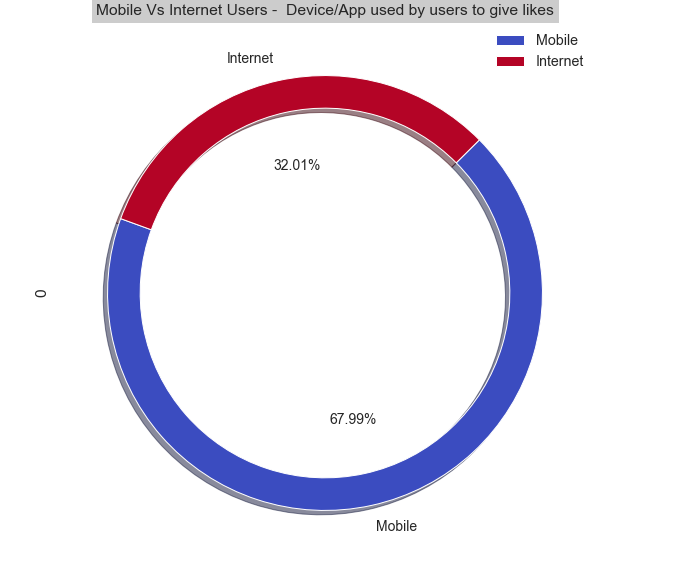 Mobile Vs Internet Users -  Device/App used by users to give likes
Mobile
Internet
Internet
32.01%
0
67.99%
Mobile